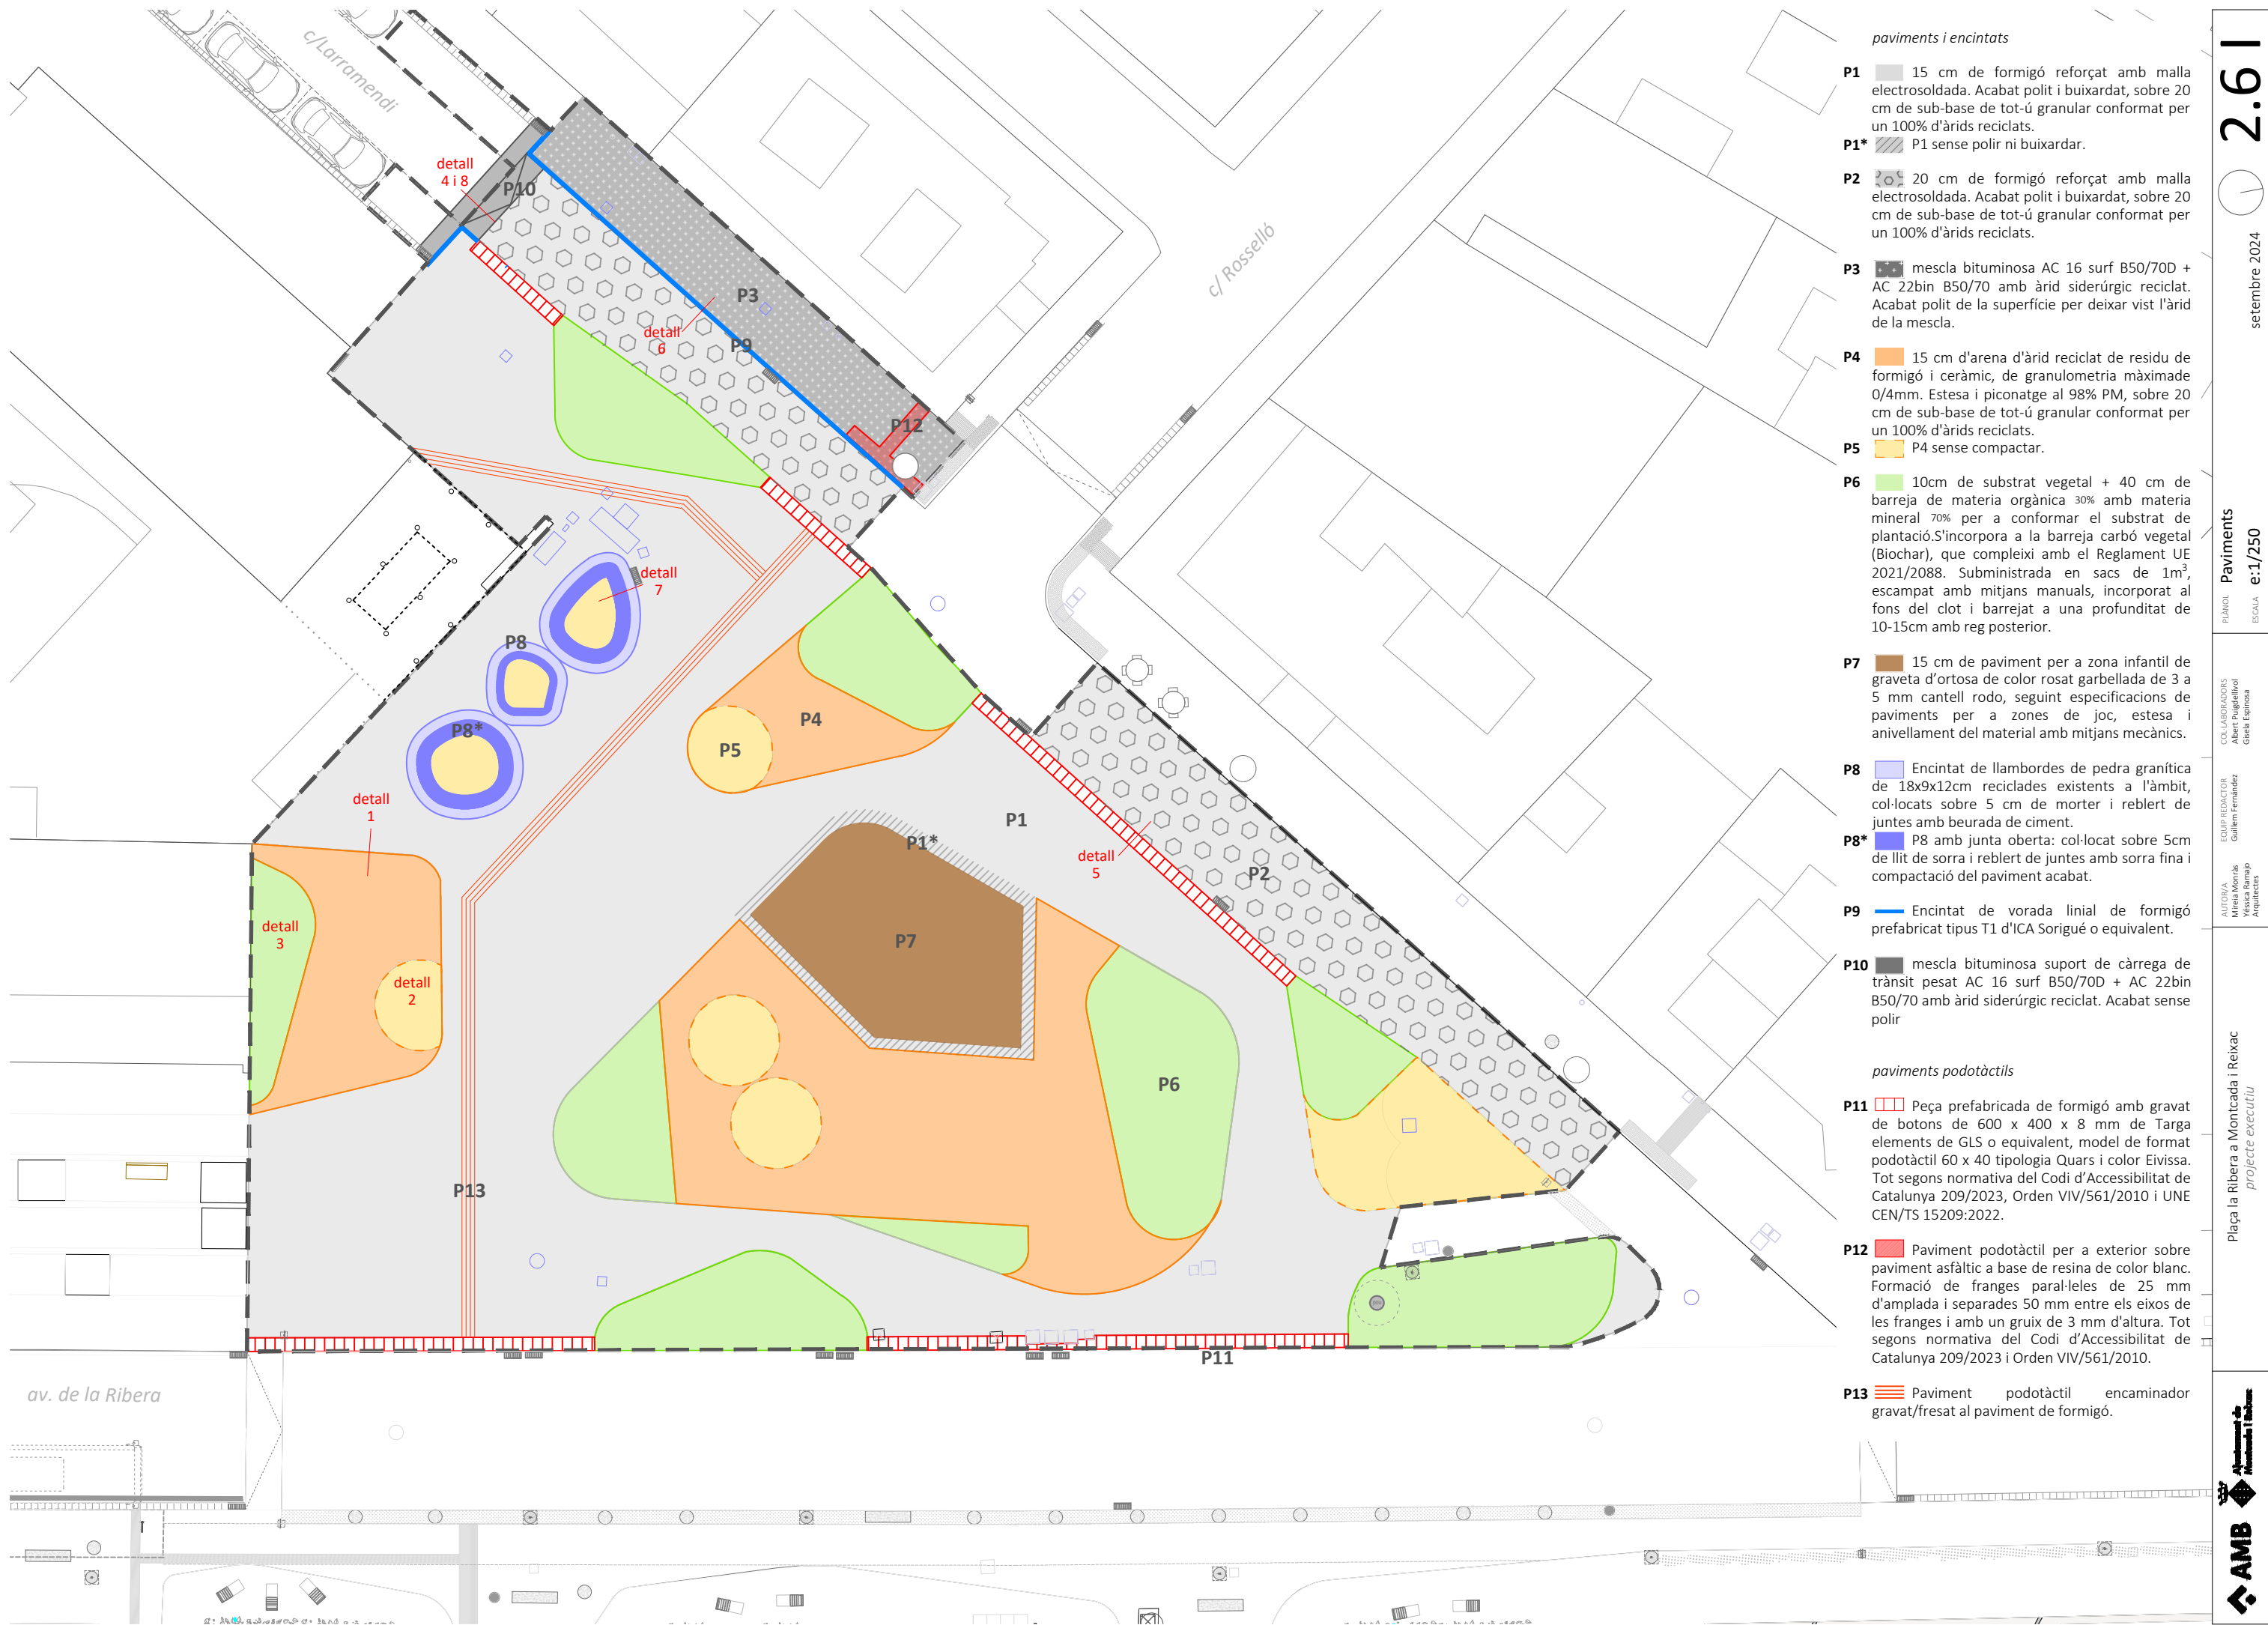 c/Larramendi
detall
4 i 8
P10
P3
detall
6
P9
c/ Rosselló
P12
detall
7
P8
P8*
P4
P5
detall
1
P1
P1*
detall
5
P2
P7
detall
3
detall
2
P6
P13
P11
av. de la Ribera
paviments i encintats
P1 15 cm de formigó reforçat amb malla
electrosoldada. Acabat polit i buixardat, sobre 20
cm de sub-base de tot-ú granular conformat per
un 100% d'àrids reciclats.
P1* P1 sense polir ni buixardar.
P2 20 cm de formigó reforçat amb malla
electrosoldada. Acabat polit i buixardat, sobre 20
cm de sub-base de tot-ú granular conformat per
un 100% d'àrids reciclats.
P3 mescla bituminosa AC 16 surf B50/70D +
AC 22bin B50/70 amb àrid siderúrgic reciclat.
Acabat polit de la superfície per deixar vist l'àrid
de la mescla.
P4 15 cm d'arena d'àrid reciclat de residu de
formigó i ceràmic, de granulometria màximade
0/4mm. Estesa i piconatge al 98% PM, sobre 20
cm de sub-base de tot-ú granular conformat per
un 100% d'àrids reciclats.
P5 P4 sense compactar.
P6 10cm de substrat vegetal + 40 cm de
barreja de materia orgànica 30% amb materia
mineral 70% per a conformar el substrat de
plantació.S'incorpora a la barreja carbó vegetal
(Biochar), que compleixi amb el Reglament UE
2021/2088. Subministrada en sacs de 1m³,
escampat amb mitjans manuals, incorporat al
fons del clot i barrejat a una profunditat de
10-15cm amb reg posterior.
P7 15 cm de paviment per a zona infantil de
graveta d’ortosa de color rosat garbellada de 3 a
5 mm cantell rodo, seguint especificacions de
paviments per a zones de joc, estesa i
anivellament del material amb mitjans mecànics.
P8 Encintat de llambordes de pedra granítica
de 18x9x12cm reciclades existents a l'àmbit,
col·locats sobre 5 cm de morter i reblert de
juntes amb beurada de ciment.
P8* P8 amb junta oberta: col·locat sobre 5cm
de llit de sorra i reblert de juntes amb sorra fina i
compactació del paviment acabat.
P9 Encintat de vorada linial de formigó
prefabricat tipus T1 d'ICA Sorigué o equivalent.
P10 mescla bituminosa suport de càrrega de
trànsit pesat AC 16 surf B50/70D + AC 22bin
B50/70 amb àrid siderúrgic reciclat. Acabat sense
polir
paviments podotàctils
P11 Peça prefabricada de formigó amb gravat
de botons de 600 x 400 x 8 mm de Targa
elements de GLS o equivalent, model de format
podotàctil 60 x 40 tipologia Quars i color Eivissa.
Tot segons normativa del Codi d’Accessibilitat de
Catalunya 209/2023, Orden VIV/561/2010 i UNE
CEN/TS 15209:2022.
P12 Paviment podotàctil per a exterior sobre
paviment asfàltic a base de resina de color blanc.
Formació de franges paral·leles de 25 mm
d'amplada i separades 50 mm entre els eixos de
les franges i amb un gruix de 3 mm d'altura. Tot
segons normativa del Codi d’Accessibilitat de
Catalunya 209/2023 i Orden VIV/561/2010.
P13 Paviment podotàctil encaminador
gravat/fresat al paviment de formigó.
2.6 I
setembre 2024
PLÀNOL Paviments
ESCALA e:1/250
COL·LABORADORS
Albert Puigdellívol
Gisela Espinosa
EQUIP REDACTOR
Guillem Fernández
AUTOR/A
Mireia Monràs
Yéssica Ramajo
Arquitectes
Plaça la Ribera a Montcada i Reixac
projecte executiu
Ajuntament de
Montcada i Reixac
AMB